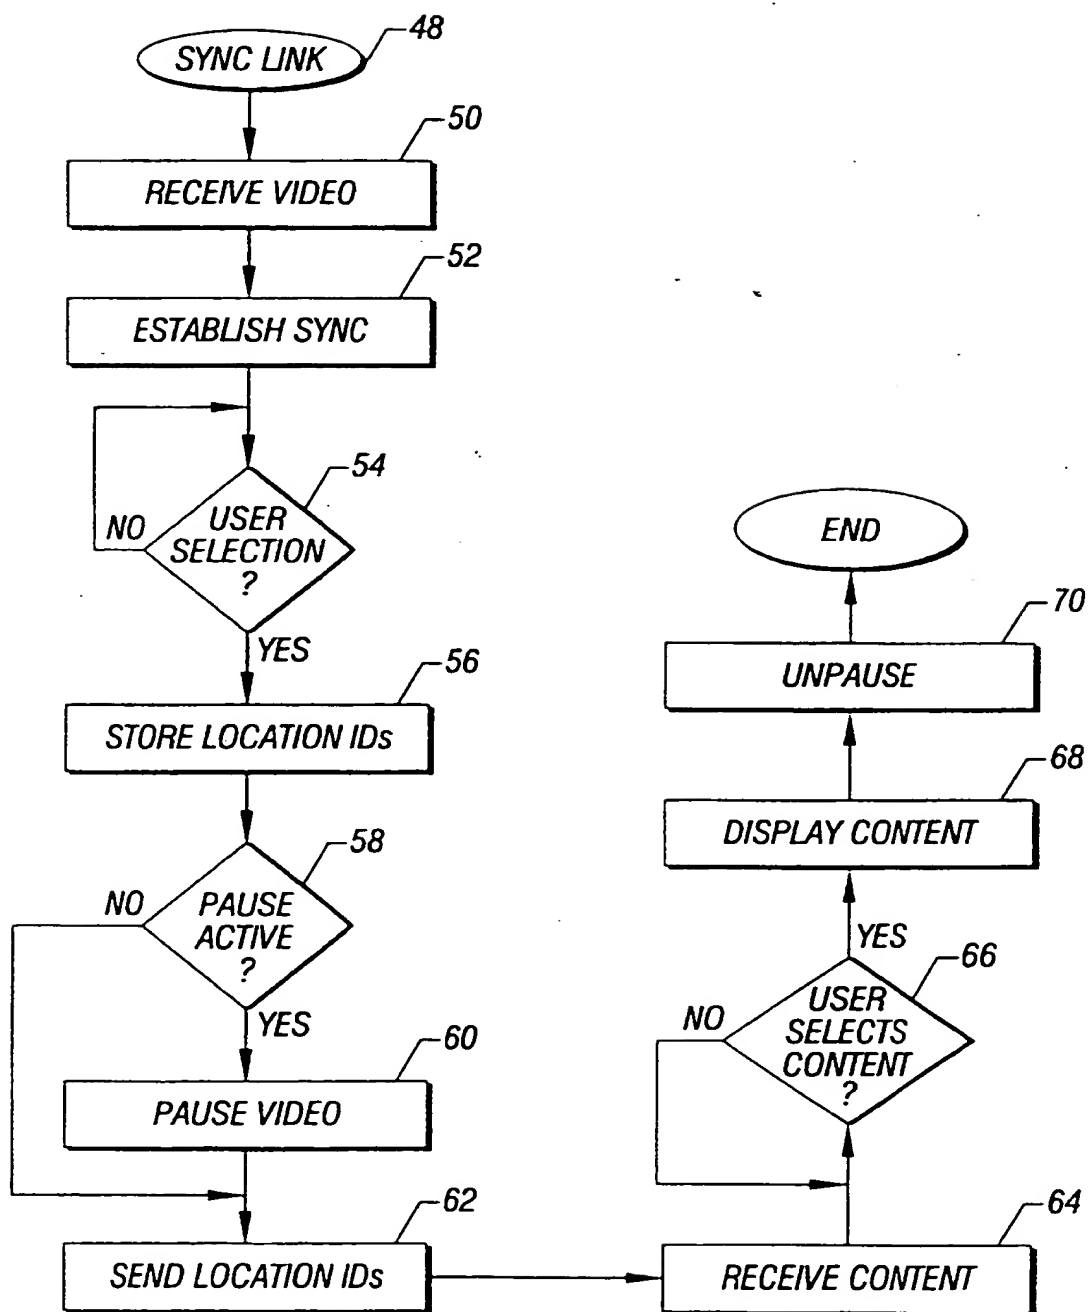 SYNC LINK
48
50
RECEIVE VIDEO
52
ESTABLISH SYNC
54
NO
USER
SELECTION
?
YES
56
STORE LOCATION IDs
58
NO
PAUSE
ACTIVE
?
YES
60
PAUSE VIDEO
62
SEND LOCATION IDs
64
RECEIVE CONTENT
66
NO
USER
SELECTS
CONTENT
?
YES
68
DISPLAY CONTENT
70
UNPAUSE
END